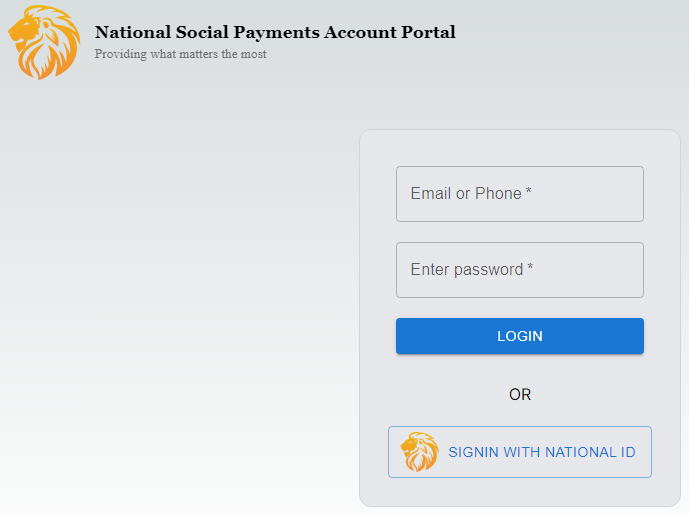 National Social Payments Account Portal
Providing what matters the most
Email or Phone *
Enter password *
LOGIN
OR
SIGNIN WITH NATIONAL ID